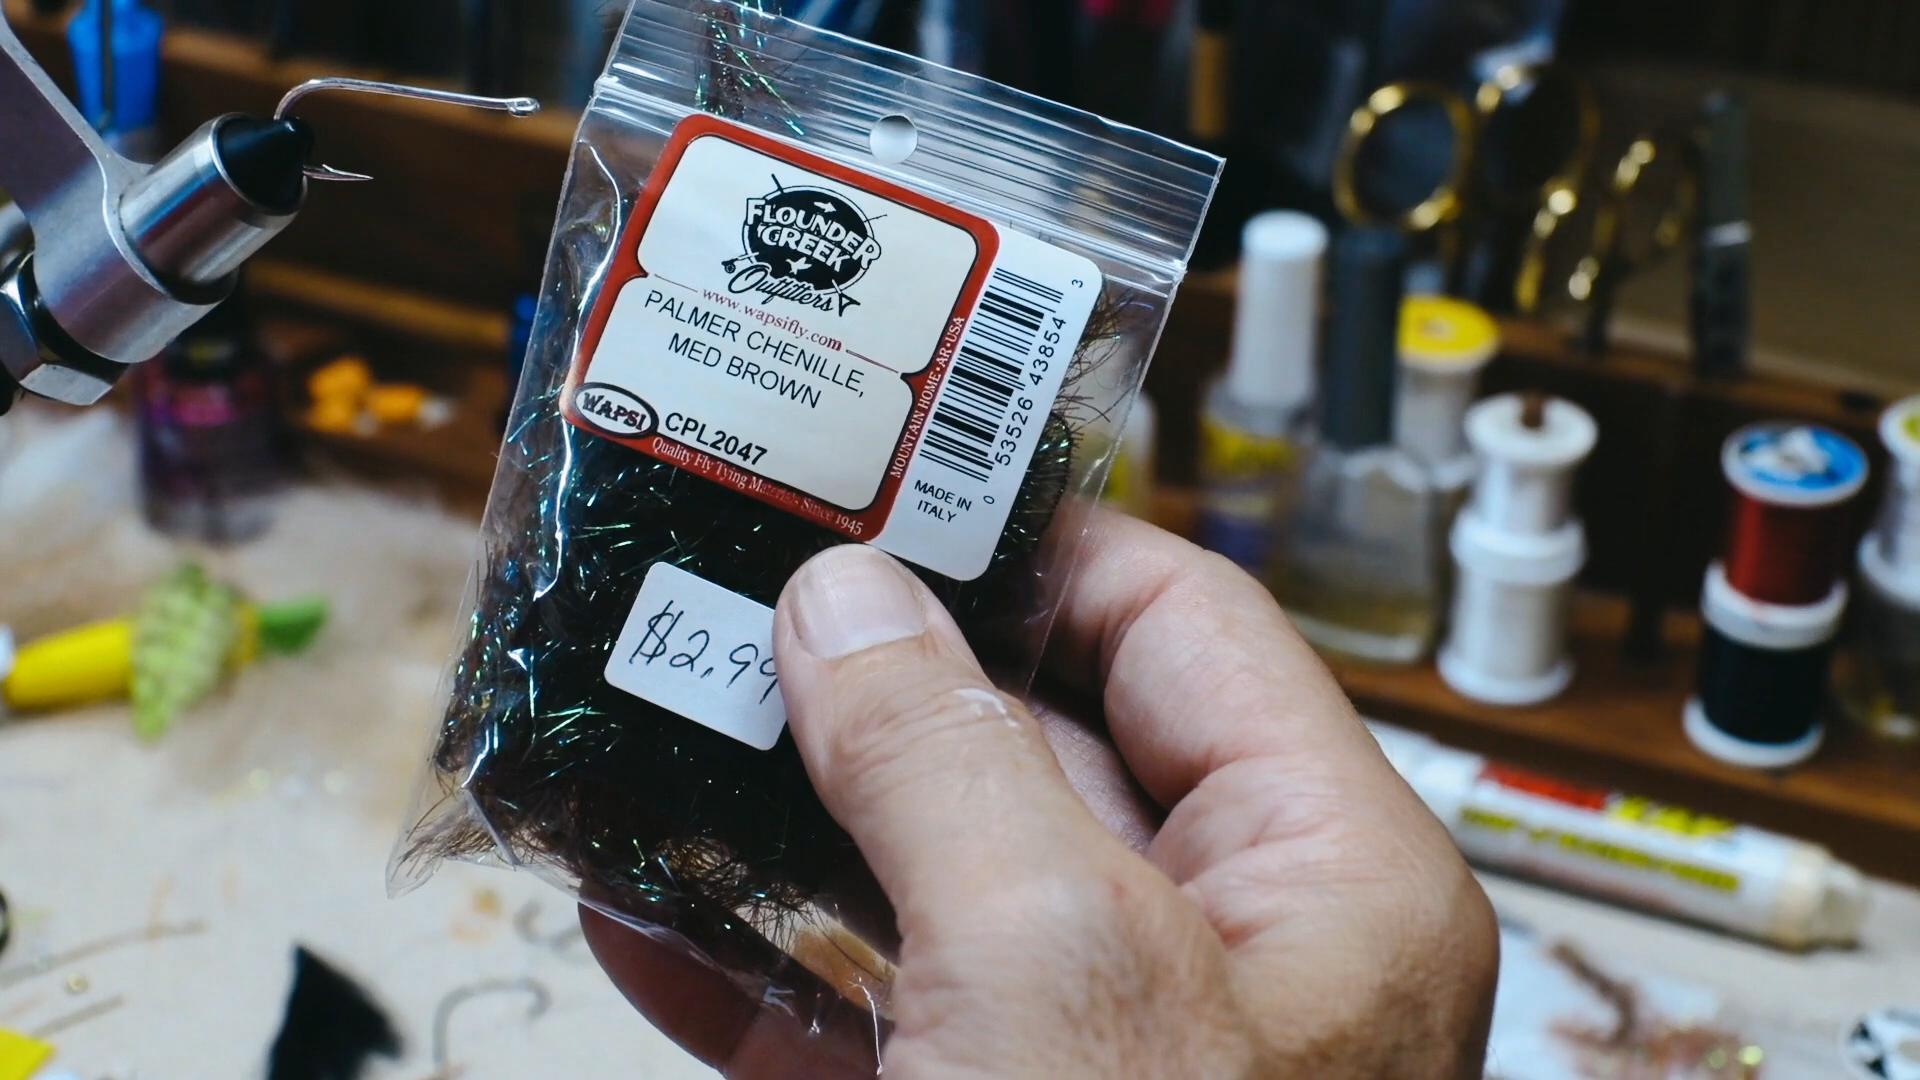 FLOUNDER
CREEK
Outfitters
www.wapsifly.com
PALMER CHENILLE,
MED BROWN
WAPSI
CPL2047
Quality Fly Tying Materials Since 1945
MOUNTAIN HOME • AR • USA
0 53526 43854 3
MADE IN
ITALY
$2.99